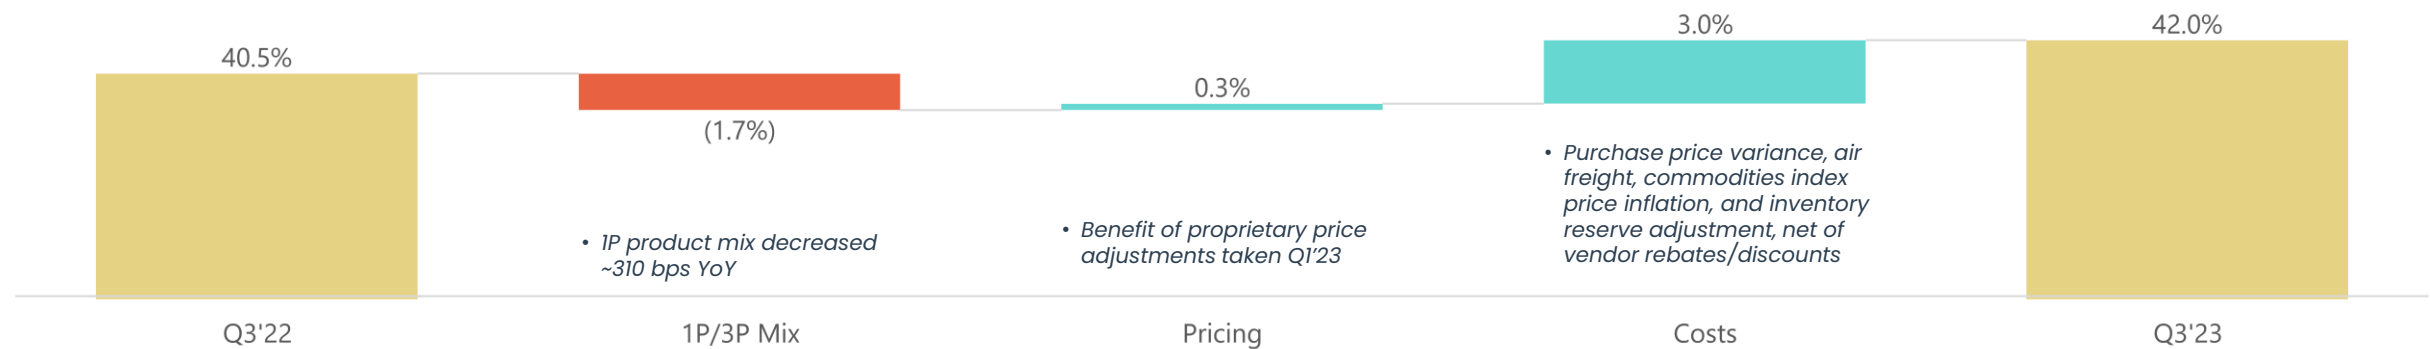 40.5%
(1.7%)
0.3%
3.0%
42.0%
• 1P product mix decreased
~310 bps YoY
• Benefit of proprietary price
adjustments taken Q1'23
• Purchase price variance, air
freight, commodities index
price inflation, and inventory
reserve adjustment, net of
vendor rebates/discounts
Q3'22
1P/3P Mix
Pricing
Costs
Q3'23